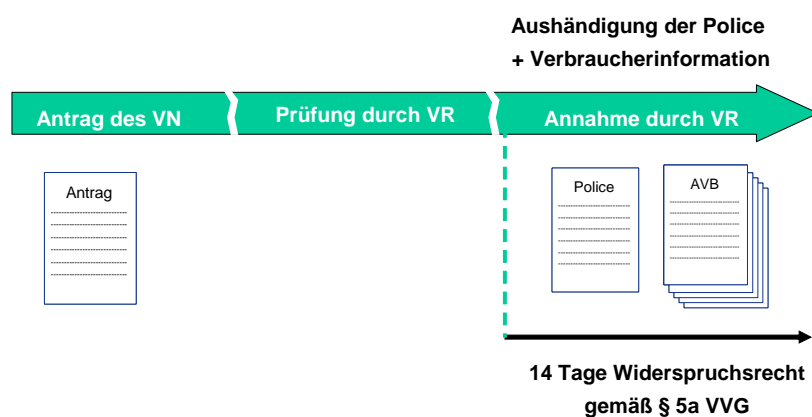 Aushändigung der Police
+ Verbraucherinformation
Antrag des VN
Prüfung durch VR
Annahme durch VR
Antrag
Police
AVB
14 Tage Widerspruchsrecht
gemäß § 5a VVG